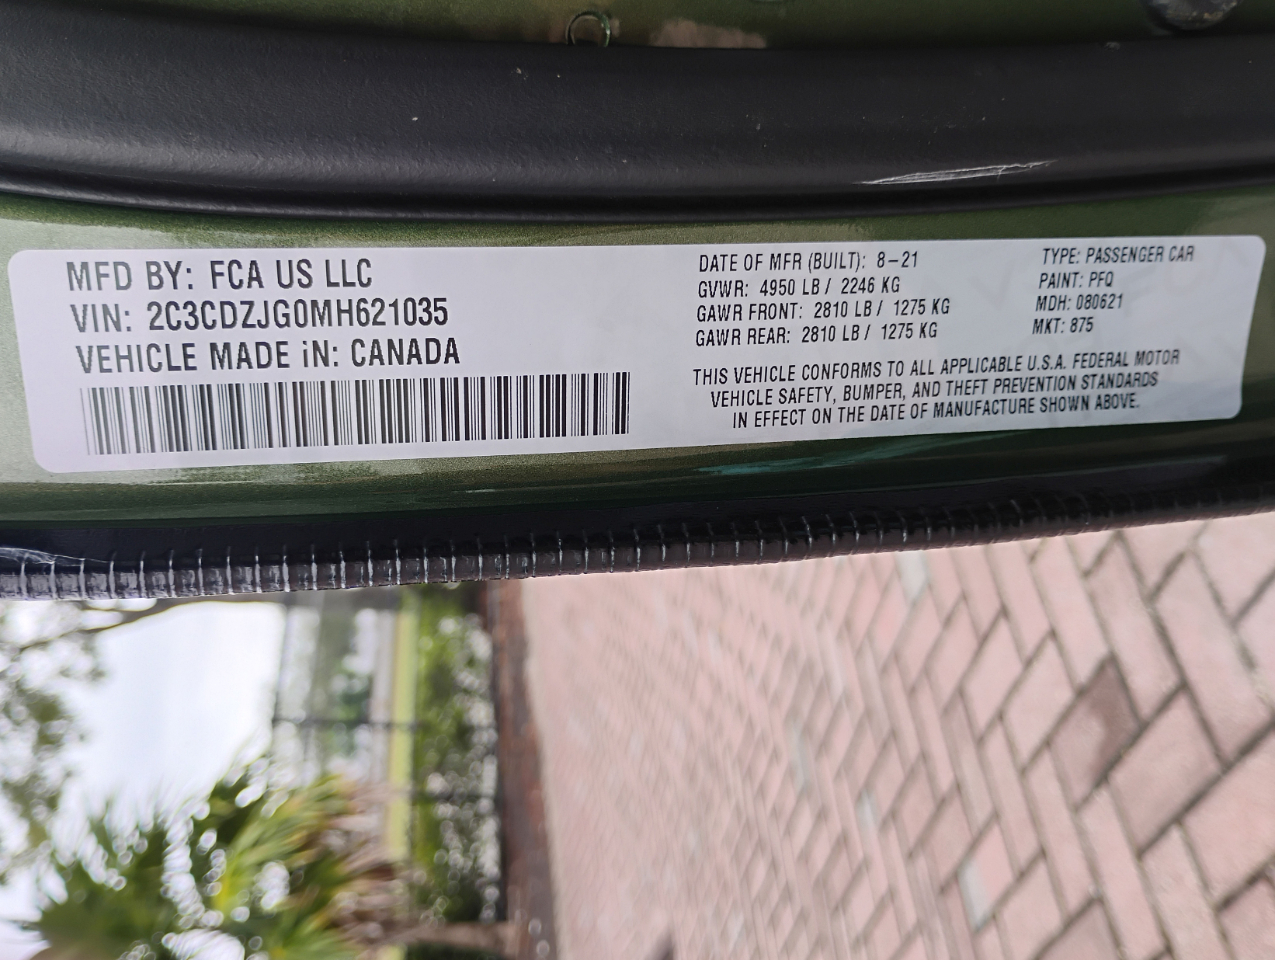 MFD BY: FCA US LLC
VIN: 2C3CDZJG0MH621035
VEHICLE MADE iN: CANADA
DATE OF MFR (BUILT): 8-21
GVWR: 4950 LB / 2246 KG
GAWR FRONT: 2810 LB / 1275 KG
GAWR REAR: 2810 LB / 1275 KG
TYPE: PASSENGER CAR
PAINT: PFQ
MDH: 080621
MKT: 875
THIS VEHICLE CONFORMS TO ALL APPLICABLE U.S.A. FEDERAL MOTOR
VEHICLE SAFETY, BUMPER, AND THEFT PREVENTION STANDARDS
IN EFFECT ON THE DATE OF MANUFACTURE SHOWN ABOVE.